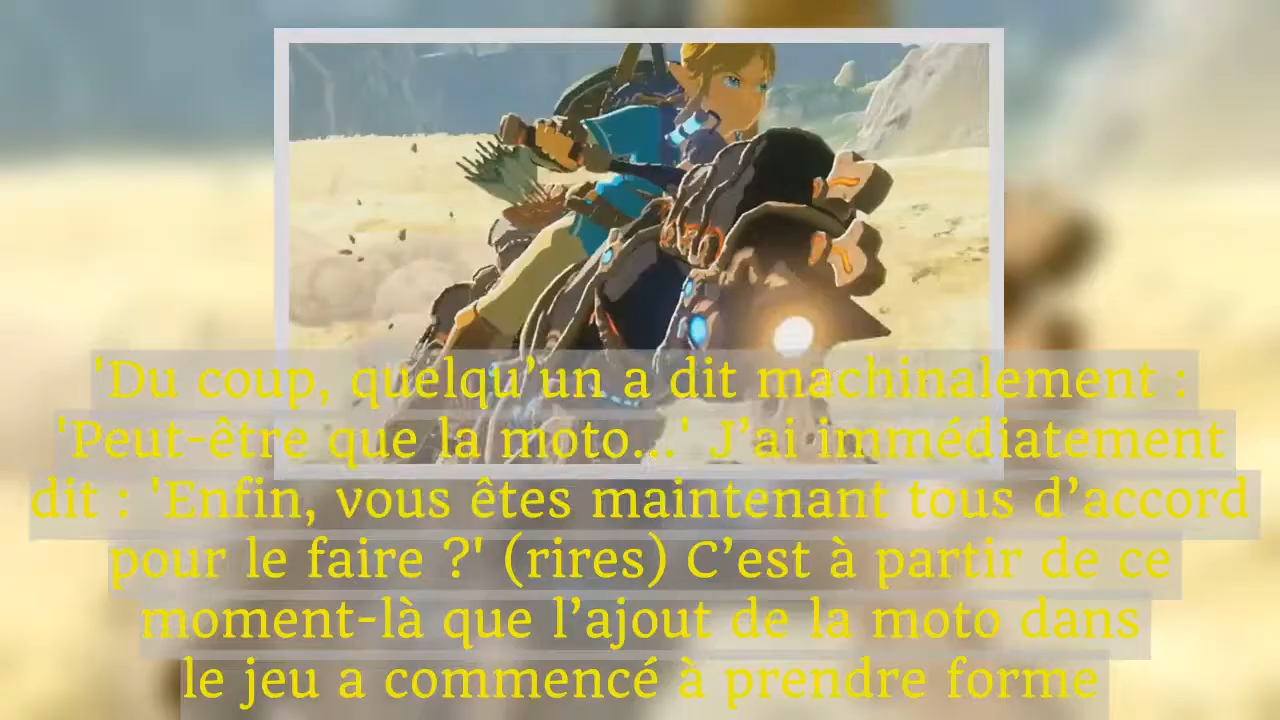 'Du coup, quelqu’un a dit machinalement :
'Peut-être que la moto...' J’ai immédiatement
dit : 'Enfin, vous êtes maintenant tous d’accord
pour le faire ?' (rires) C’est à partir de ce
moment-là que l’ajout de la moto dans
le jeu a commencé à prendre forme